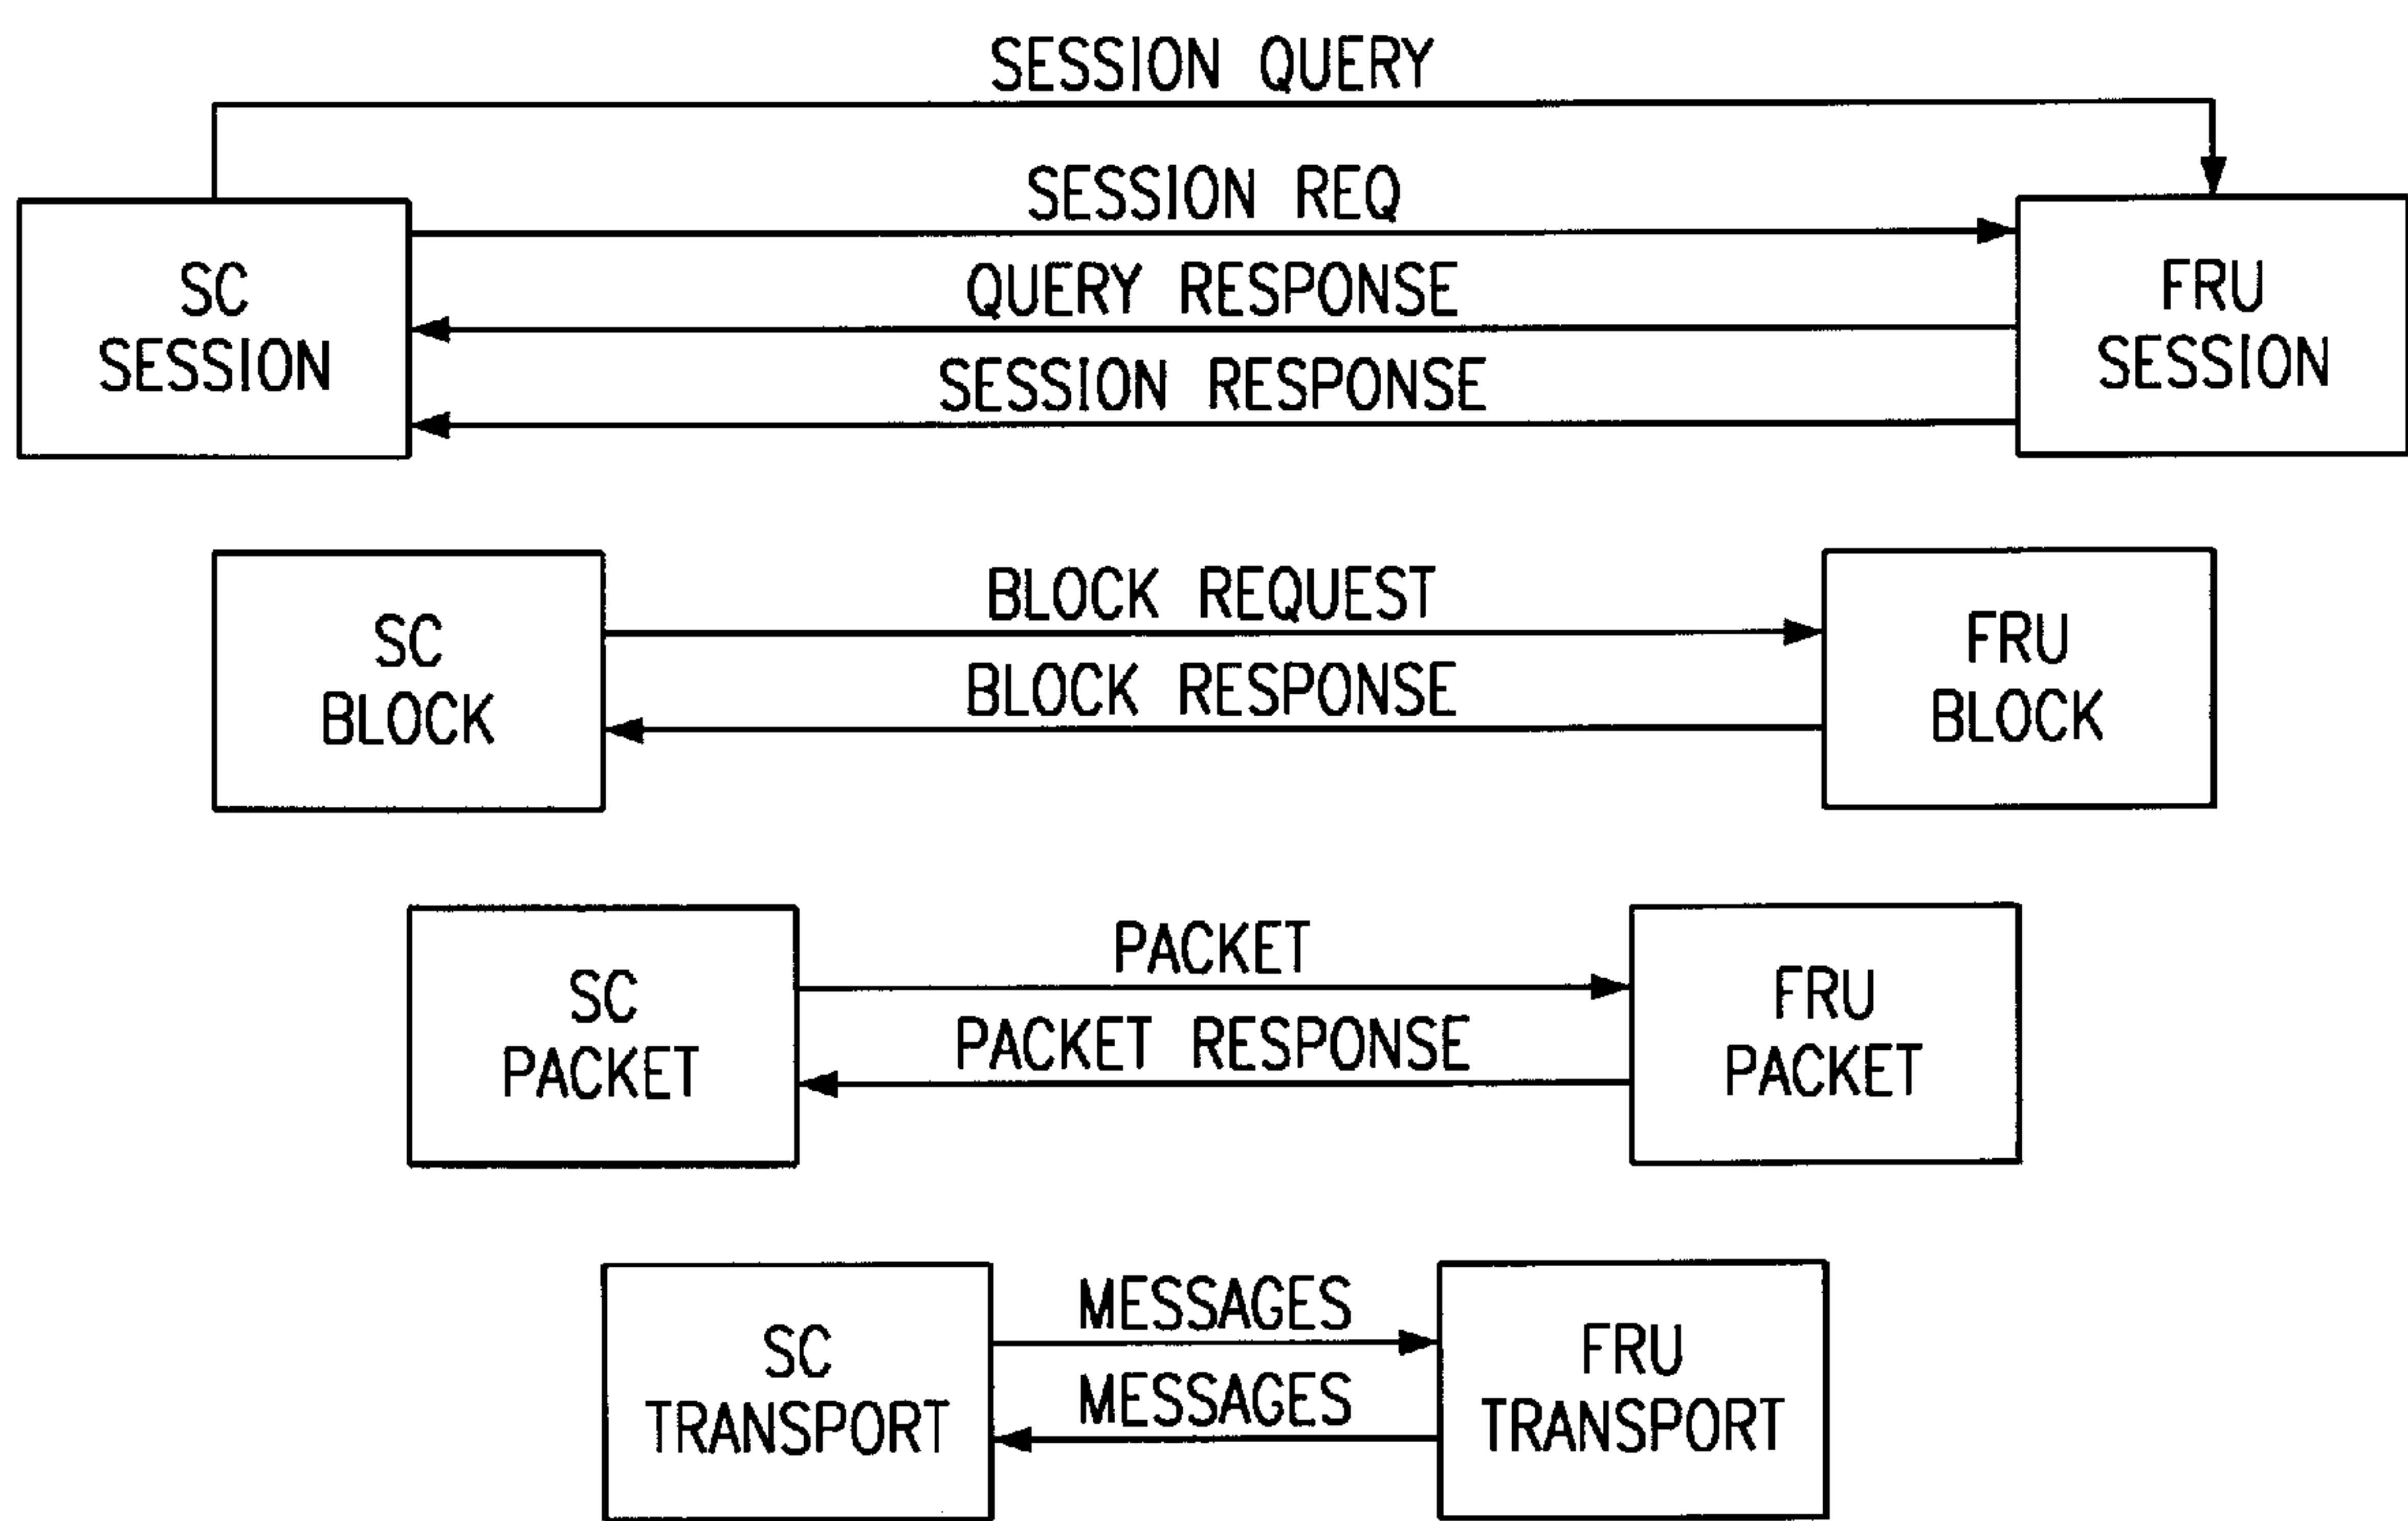 SESSION QUERY
SESSION REQ
QUERY RESPONSE
SESSION RESPONSE
SC
SESSION
FRU
SESSION
BLOCK REQUEST
BLOCK RESPONSE
SC
BLOCK
FRU
BLOCK
PACKET
PACKET RESPONSE
SC
PACKET
FRU
PACKET
MESSAGES
MESSAGES
SC
TRANSPORT
FRU
TRANSPORT